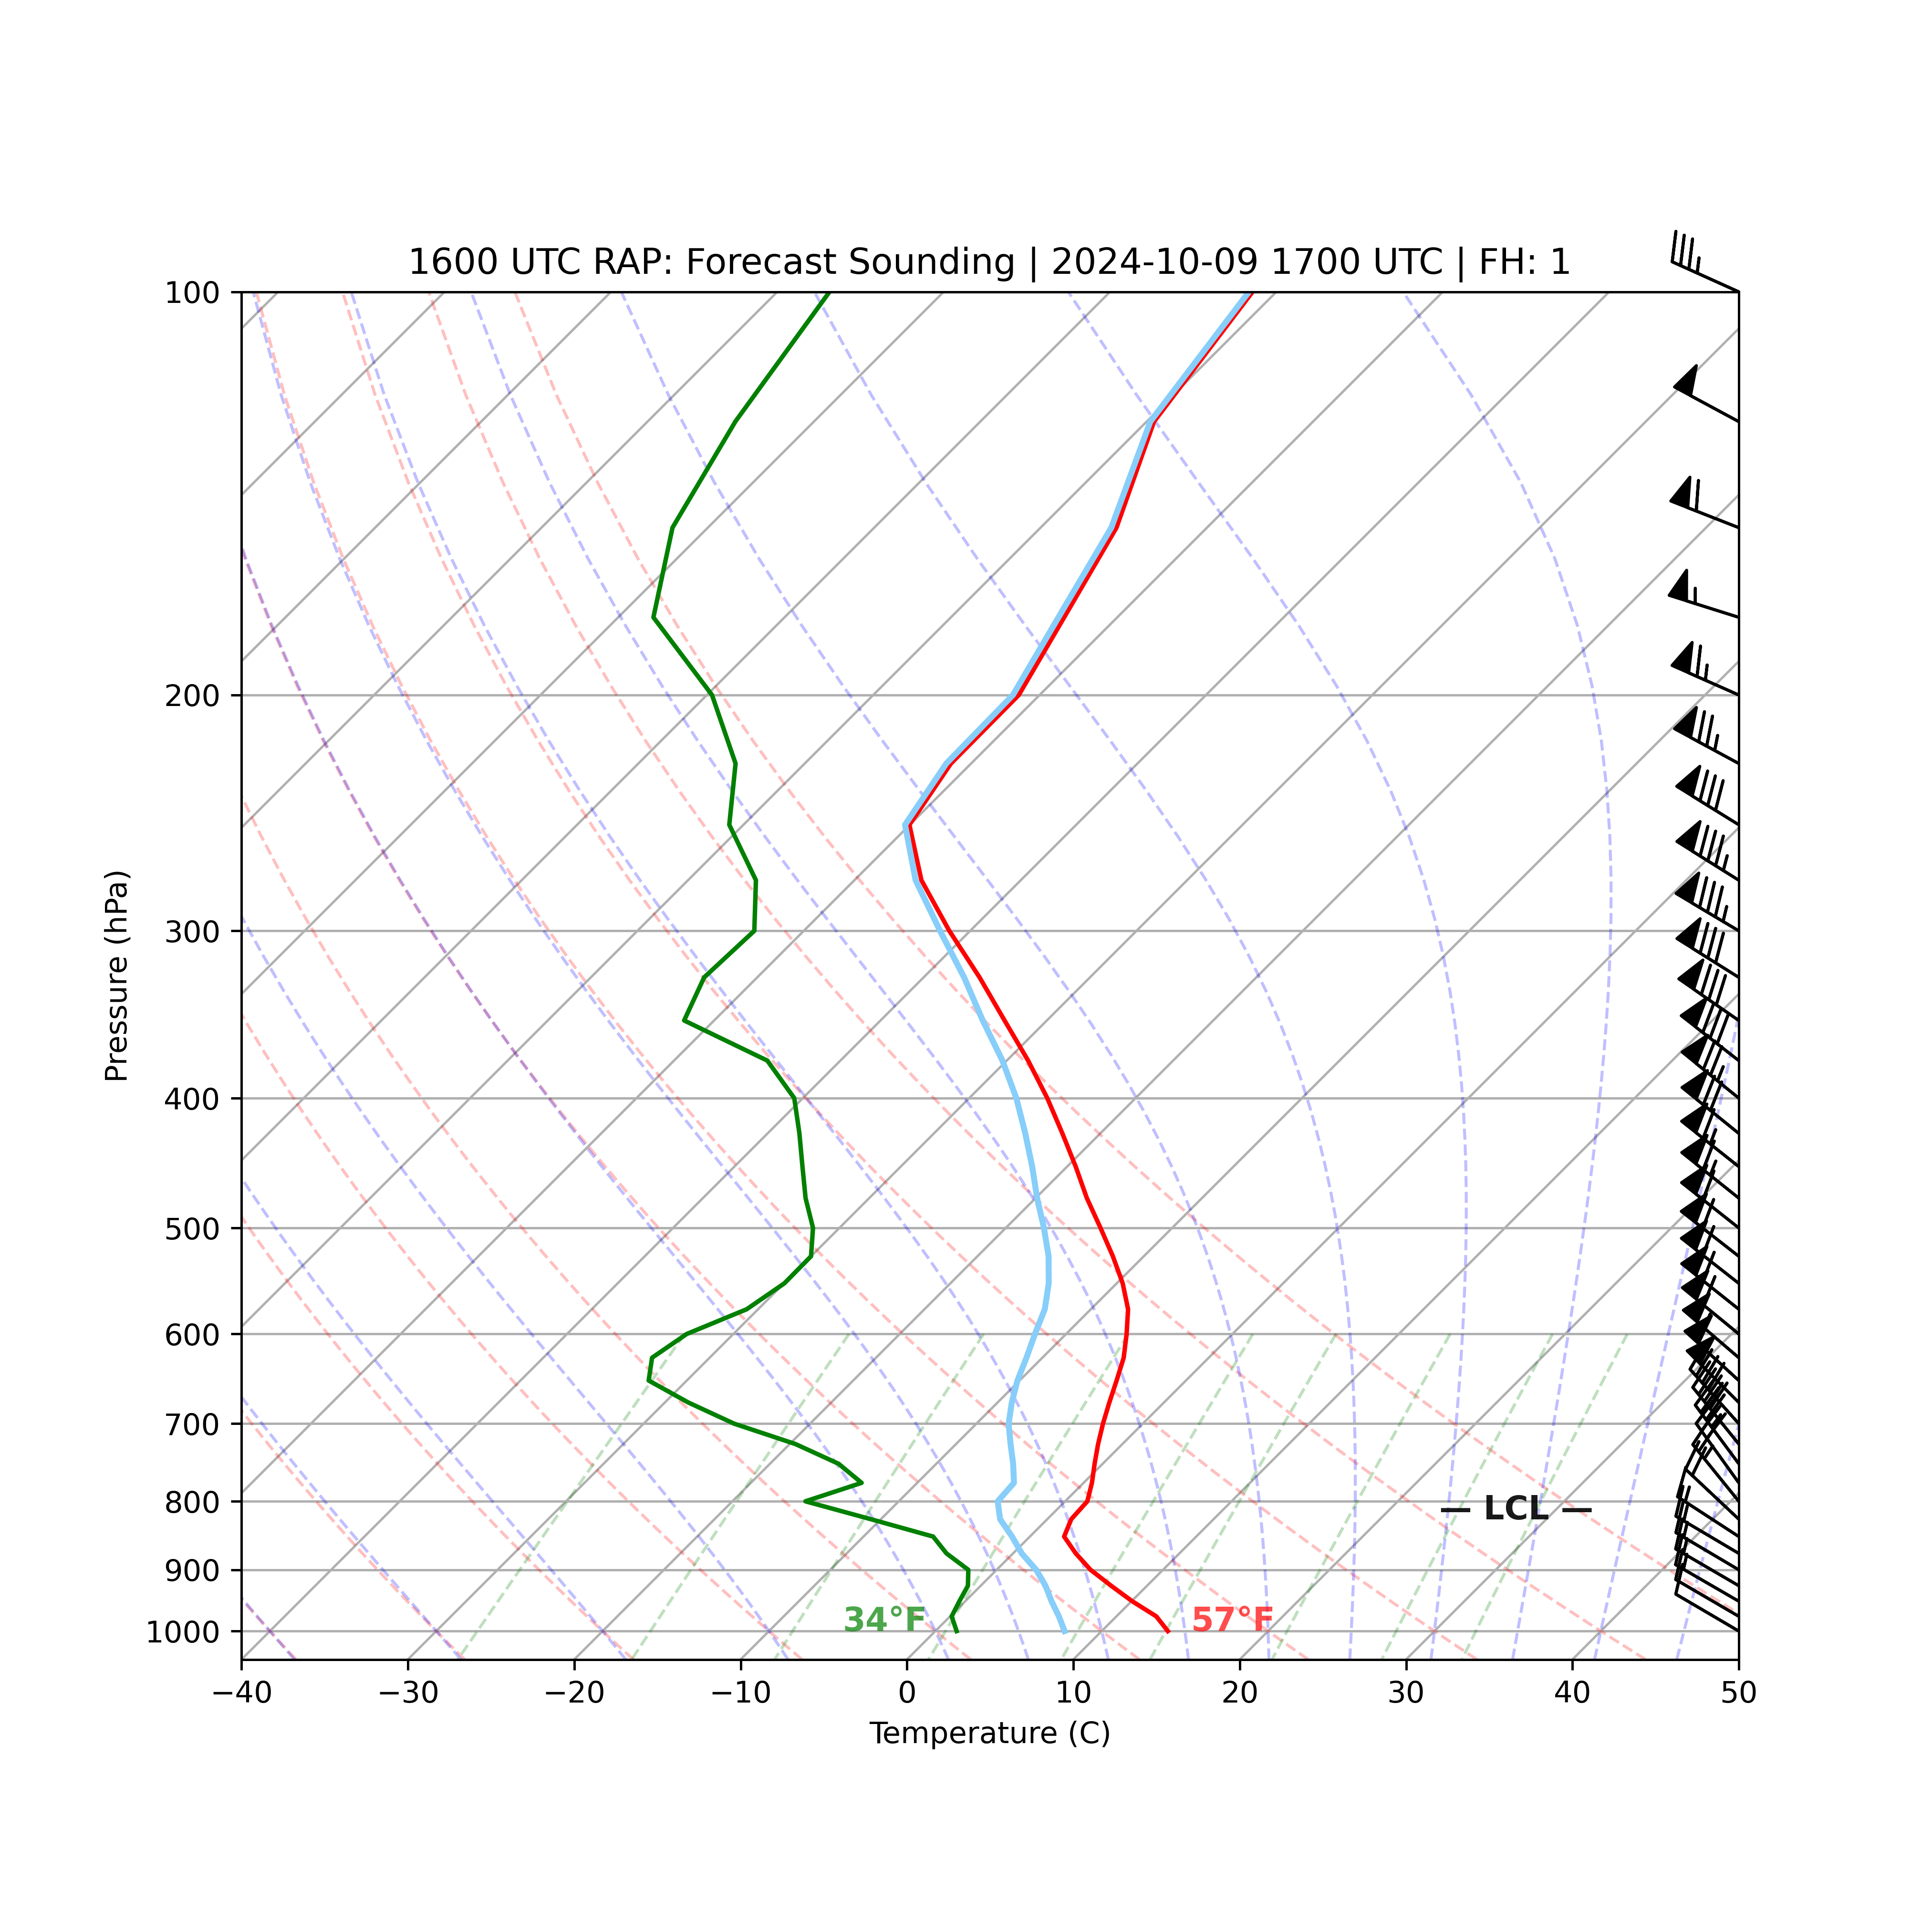 1600 UTC RAP: Forecast Sounding | 2024-10-09 1700 UTC | FH: 1
100
200
300
400
500
600
700
800
900
1000
Pressure (hPa)
— LCL —
34°F
57°F
−40 −30 −20 −10 0 10 20 30 40 50
Temperature (C)